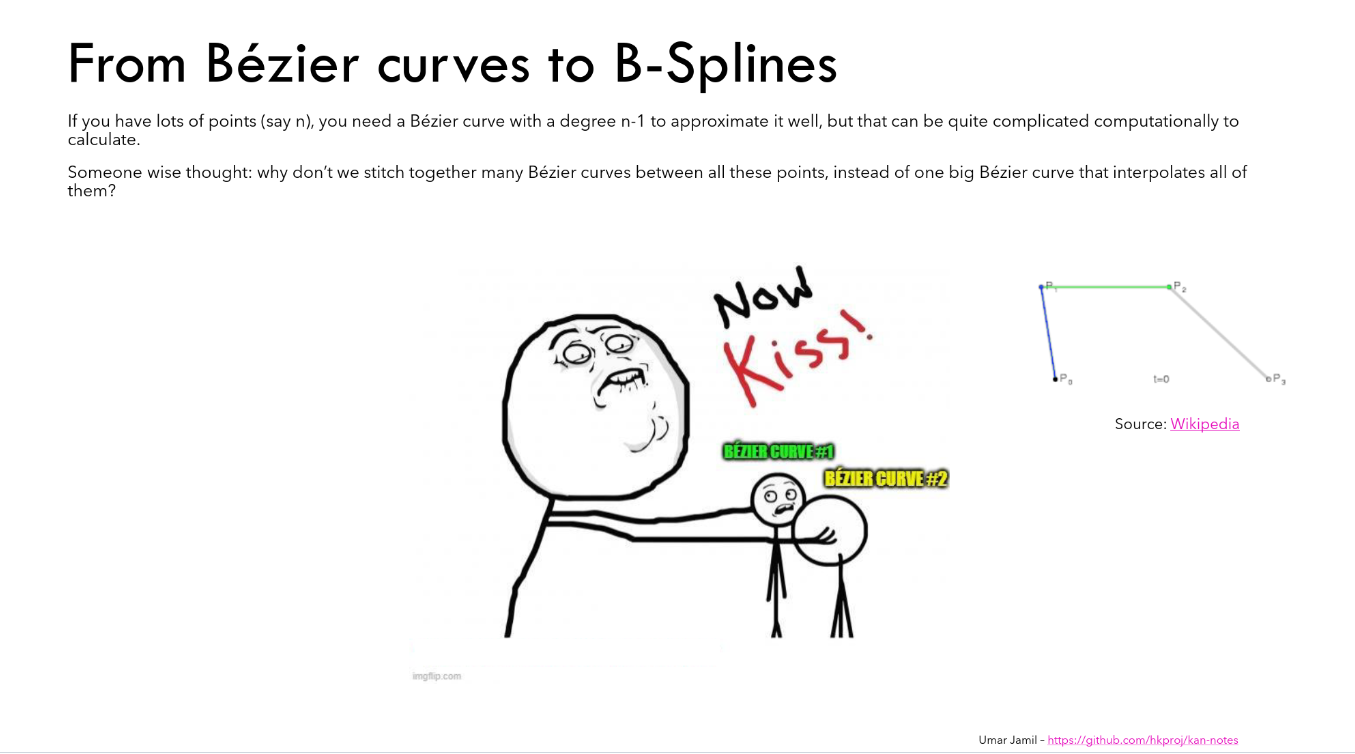 From Bézier curves to B-Splines
If you have lots of points (say n), you need a Bézier curve with a degree n-1 to approximate it well, but that can be quite complicated computationally to
calculate.
Someone wise thought: why don't we stitch together many Bézier curves between all these points, instead of one big Bézier curve that interpolates all of
them?
Now
Kiss!
BÉZIER CURVE #1
BÉZIER CURVE #2
P₁
P₂
P₀
t=0
P₃
Source: Wikipedia
imgflip.com
Umar Jamil – https://github.com/hkproj/kan-notes